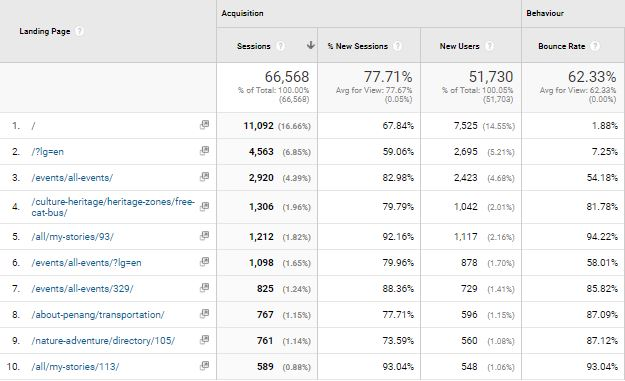 Acquisition Behaviour
Landing Page
Sessions % New Sessions New Users Bounce Rate
66,568 77.71% 51,730 62.33%
% of Total: 100.00% Avg for View: 77.67% % of Total: 100.05% Avg for View: 62.33%
(66,568) (0.05%) (51,703) (0.00%)
1. / 11,092 (16.66%) 67.84% 7,525 (14.55%) 1.88%
2. /?lg=en 4,563 (6.85%) 59.06% 2,695 (5.21%) 7.25%
3. /events/all-events/ 2,920 (4.39%) 82.98% 2,423 (4.68%) 54.18%
4. /culture-heritage/heritage-zones/free-
cat-bus/ 1,306 (1.96%) 79.79% 1,042 (2.01%) 81.78%
5. /all/my-stories/93/ 1,212 (1.82%) 92.16% 1,117 (2.16%) 94.22%
6. /events/all-events/?lg=en 1,098 (1.65%) 79.96% 878 (1.70%) 58.01%
7. /events/all-events/329/ 825 (1.24%) 88.36% 729 (1.41%) 85.82%
8. /about-penang/transportation/ 767 (1.15%) 77.71% 596 (1.15%) 87.09%
9. /nature-adventure/directory/105/ 761 (1.14%) 73.59% 560 (1.08%) 87.12%
10. /all/my-stories/113/ 589 (0.88%) 93.04% 548 (1.06%) 93.04%